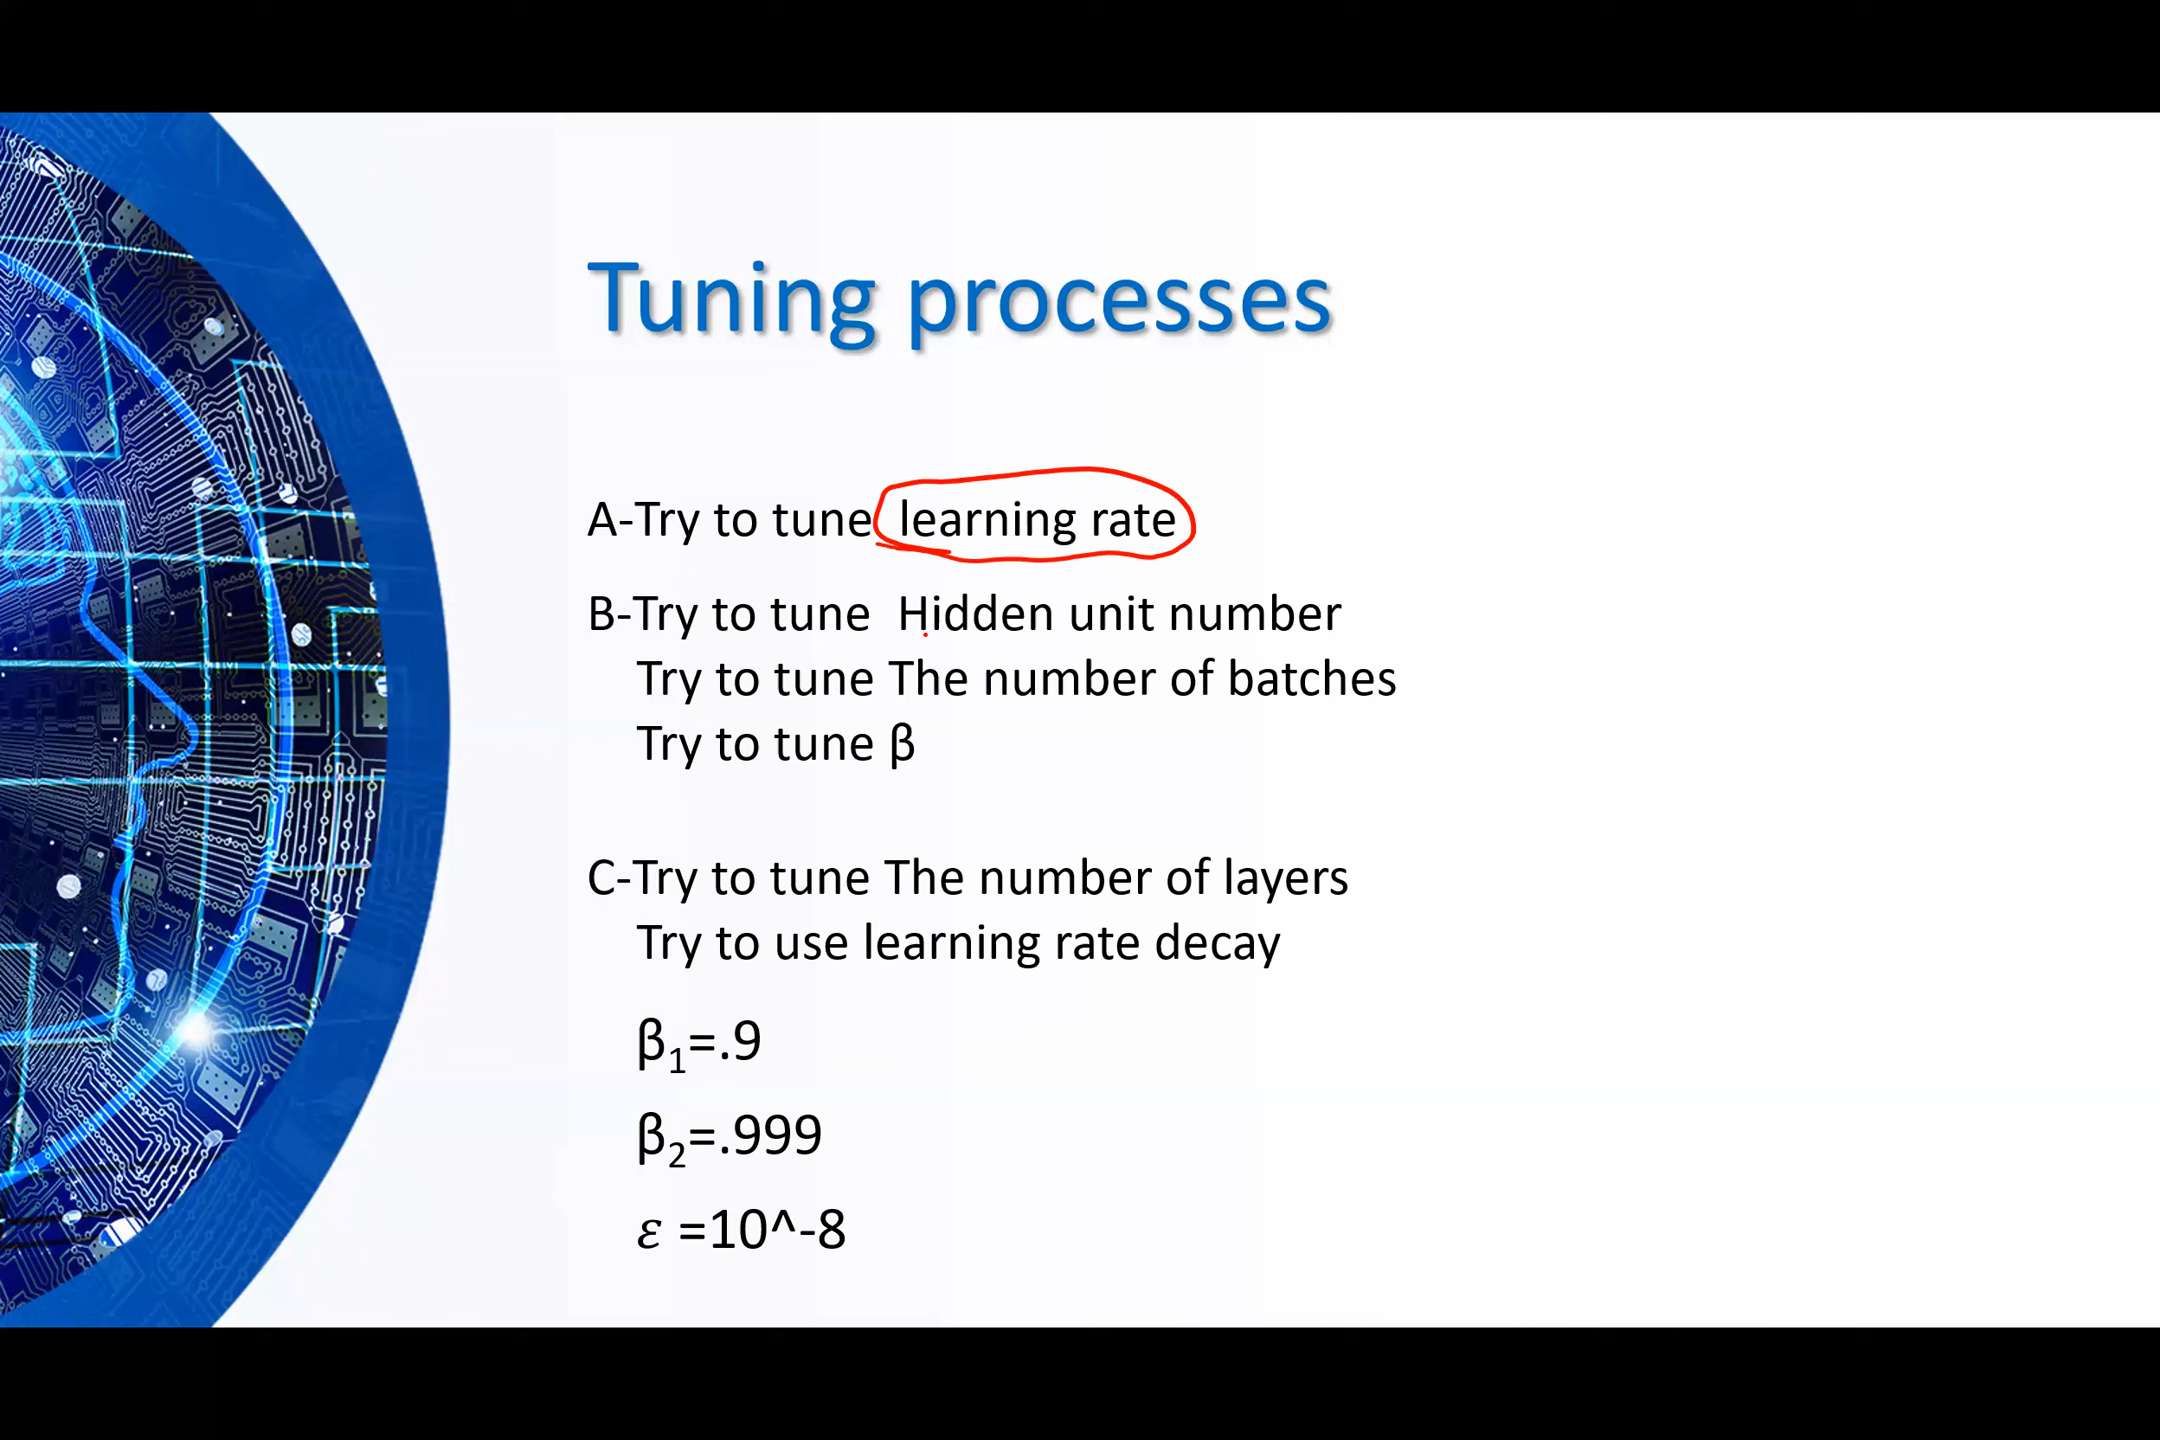 Tuning processes
A-Try to tune learning rate
B-Try to tune Hidden unit number
Try to tune The number of batches
Try to tune β
C-Try to tune The number of layers
Try to use learning rate decay
β₁=.9
β₂=.999
ε =10^-8